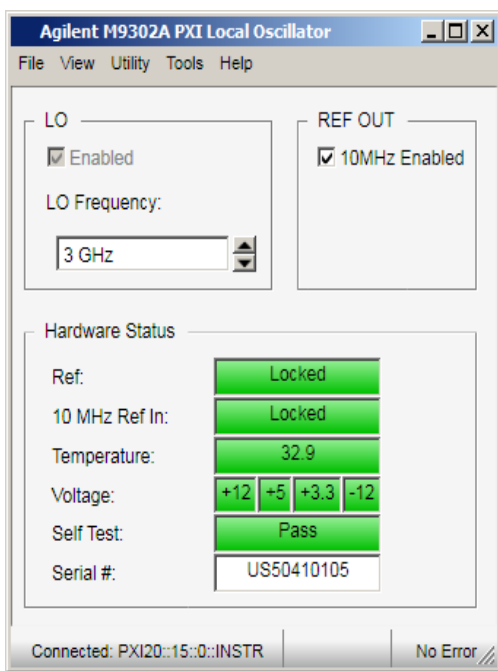 Agilent M9302A PXI Local Oscillator
File View Utility Tools Help
LO
Enabled
LO Frequency:
3 GHz
REF OUT
10MHz Enabled
Hardware Status
Ref: Locked
10 MHz Ref In: Locked
Temperature: 32.9
Voltage: +12 +5 +3.3 -12
Self Test: Pass
Serial #: US50410105
Connected: PXI20::15::0::INSTR No Error